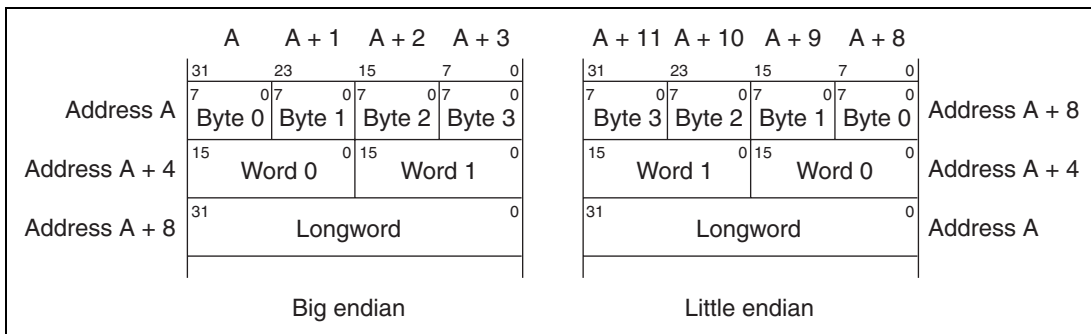 A A + 1 A + 2 A + 3 A + 11 A + 10 A + 9 A + 8
31 23 15 7 0 31 23 15 7 0
7 0 7 0 7 0 7 0 7 0 7 0 7 0 7 0
Address A Byte 0 Byte 1 Byte 2 Byte 3 Byte 3 Byte 2 Byte 1 Byte 0 Address A + 8
15 0 15 0 15 0 15 0
Address A + 4 Word 0 Word 1 Word 1 Word 0 Address A + 4
31 0 31 0
Address A + 8 Longword Longword Address A
Big endian Little endian